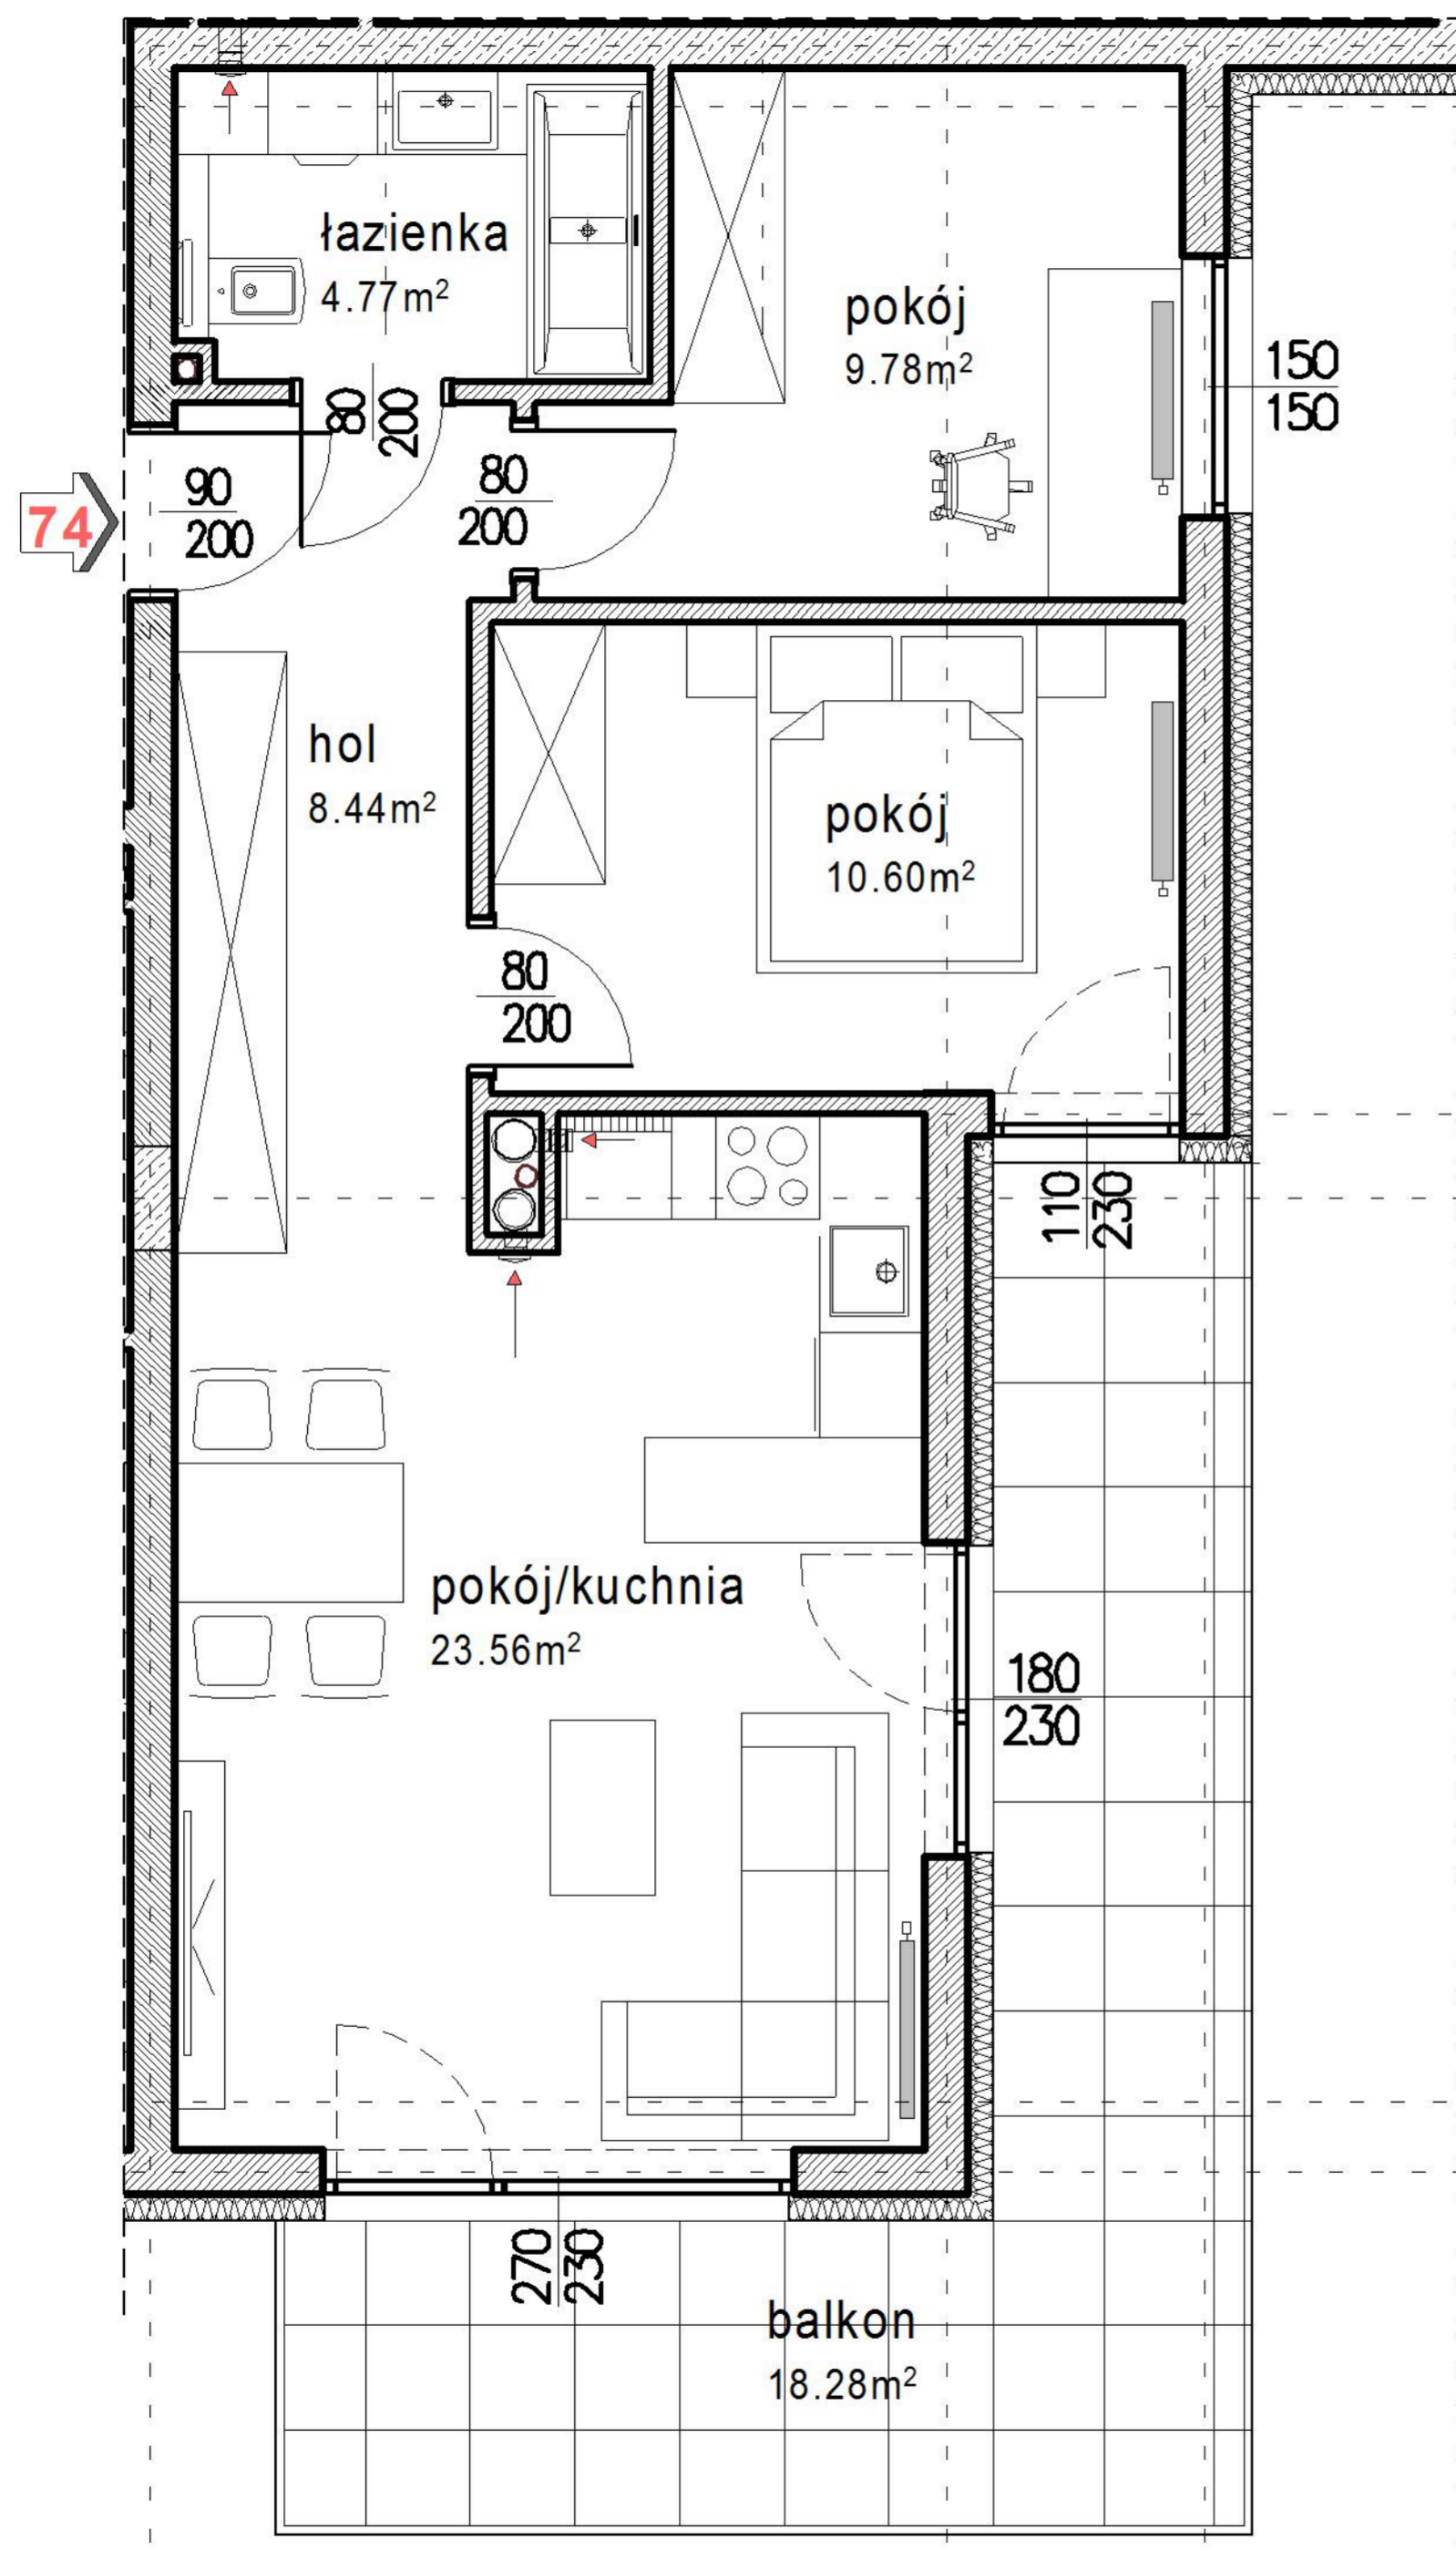 łazienka
4.77m²
pokój
9.78m²
150
150
80
200
90
200
80
200
74
hol
8.44m²
pokój
10.60m²
80
200
110
230
pokój/kuchnia
23.56m²
180
230
270
230
balkon
18.28m²